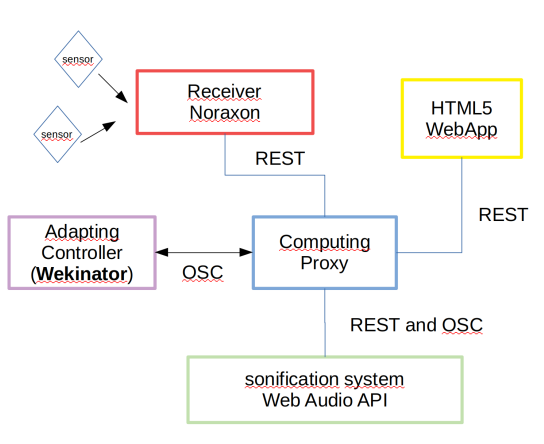 sensor
Receiver
Noraxon
HTML5
WebApp
sensor
REST
REST
Adapting
Controller
(Wekinator)
OSC
Computing
Proxy
REST and OSC
sonification system
Web Audio API